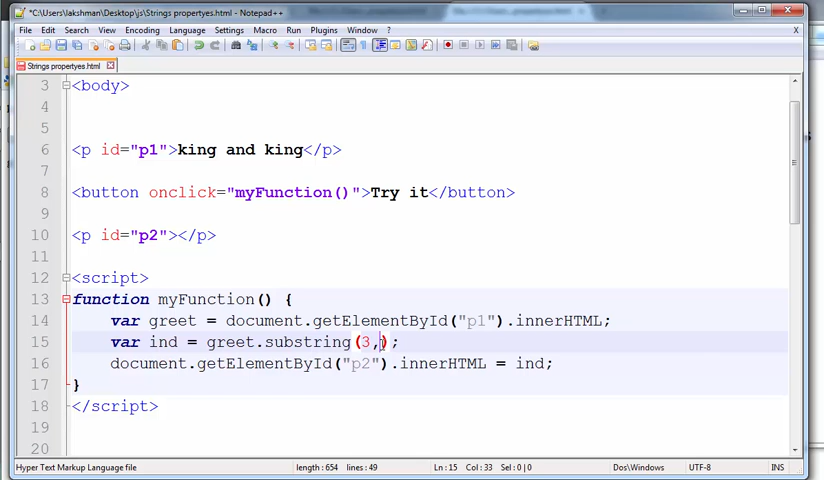 *C:\Users\lakshman\Desktop\js\Strings propertyes.html - Notepad++
File Edit Search View Encoding Language Settings Macro Run Plugins Window ? X
Strings propertyes.html
3 <body>
4
5
6 <p id="p1">king and king</p>
7
8 <button onclick="myFunction()">Try it</button>
9
10 <p id="p2"></p>
11
12 <script>
13 function myFunction() {
14 var greet = document.getElementById("p1").innerHTML;
15 var ind = greet.substring(3,);
16 document.getElementById("p2").innerHTML = ind;
17 }
18 </script>
19
20
Hyper Text Markup Language file length : 654 lines : 49 Ln : 15 Col : 33 Sel : 0 | 0 Dos\Windows UTF-8 INS